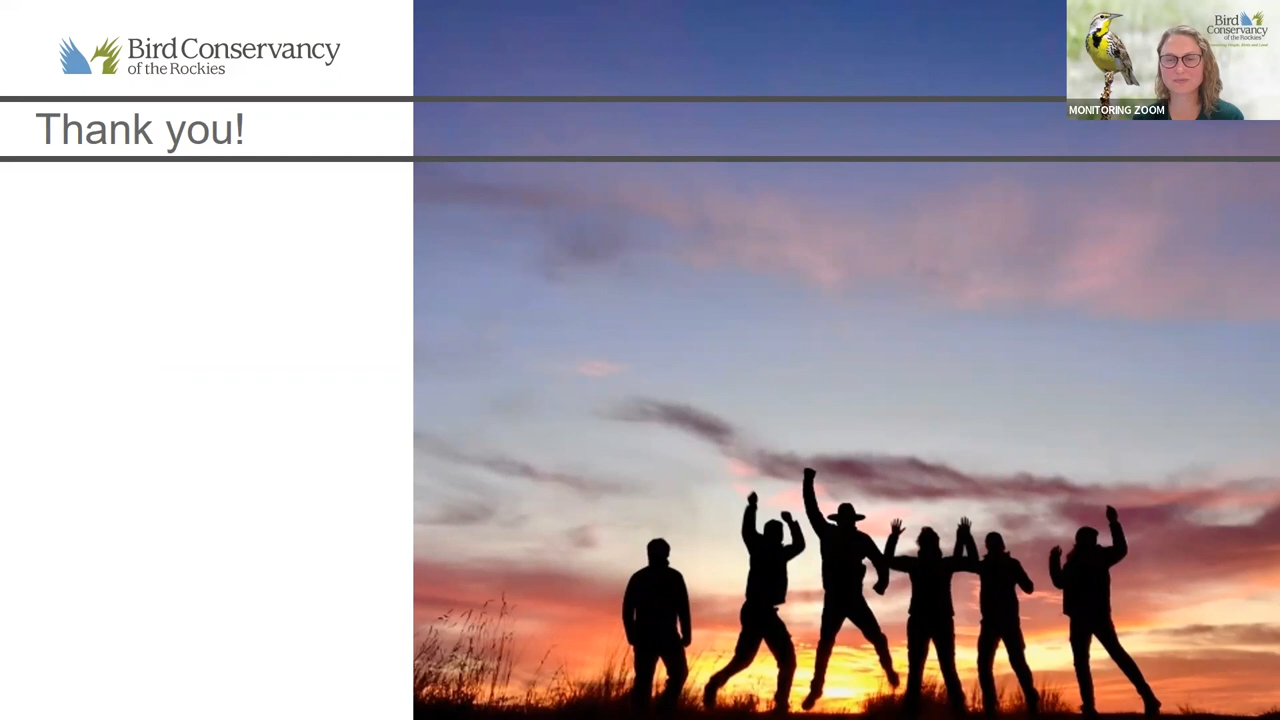 Bird Conservancy
of the Rockies
Thank you!
Bird Conservancy
of the Rockies
MONITORING ZOOM